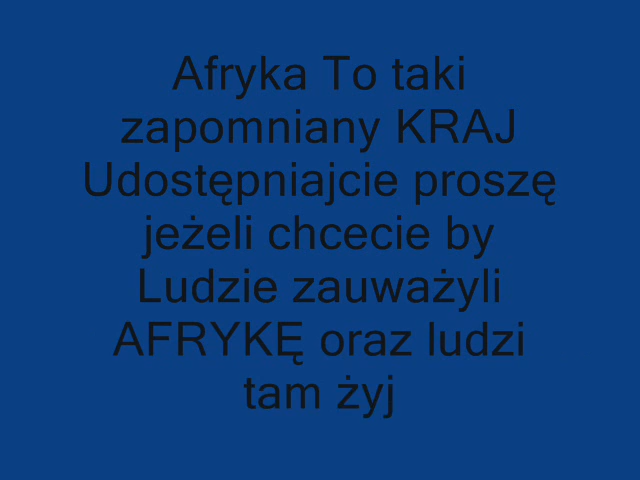 Afryka To taki
zapomniany KRAJ
Udostępniajcie proszę
jeżeli chcecie by
Ludzie zauważyli
AFRYKĘ oraz ludzi
tam żyj